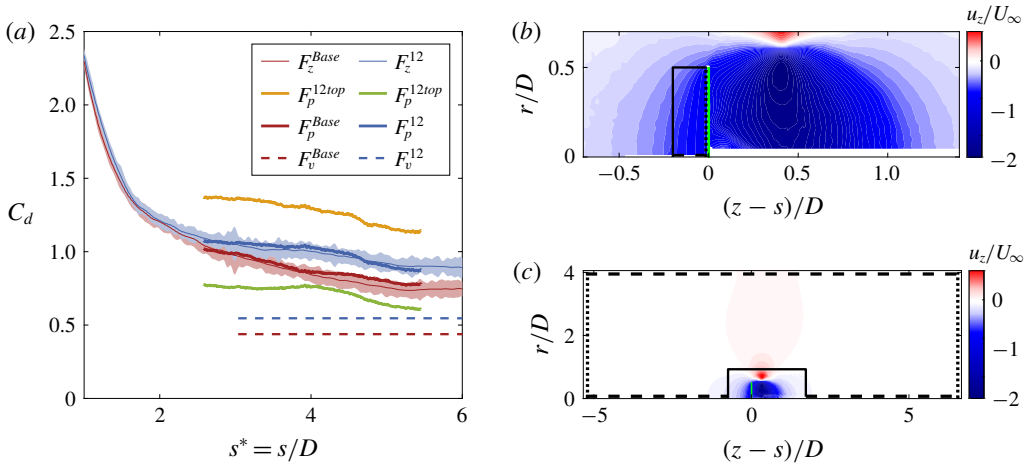 (a)
2.5
2.0
1.5
1.0
0.5
0
C_d
2
4
6
s* = s/D
F_z^Base
F_z^12
F_p^12top
F_p^12top
F_p^Base
F_p^12
F_v^Base
F_v^12
(b)
u_z/U_∞
0.5
0
r/D
−0.5
0
0.5
1.0
(z − s)/D
0
−1
−2
(c)
u_z/U_∞
4
2
0
r/D
−5
0
5
(z − s)/D
0
−1
−2